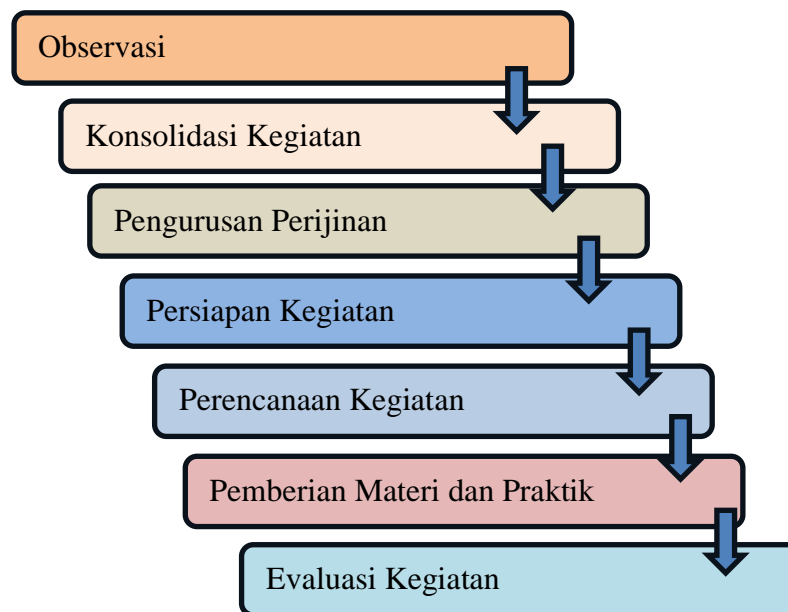 Observasi
Konsolidasi Kegiatan
Pengurusan Perijinan
Persiapan Kegiatan
Perencanaan Kegiatan
Pemberian Materi dan Praktik
Evaluasi Kegiatan